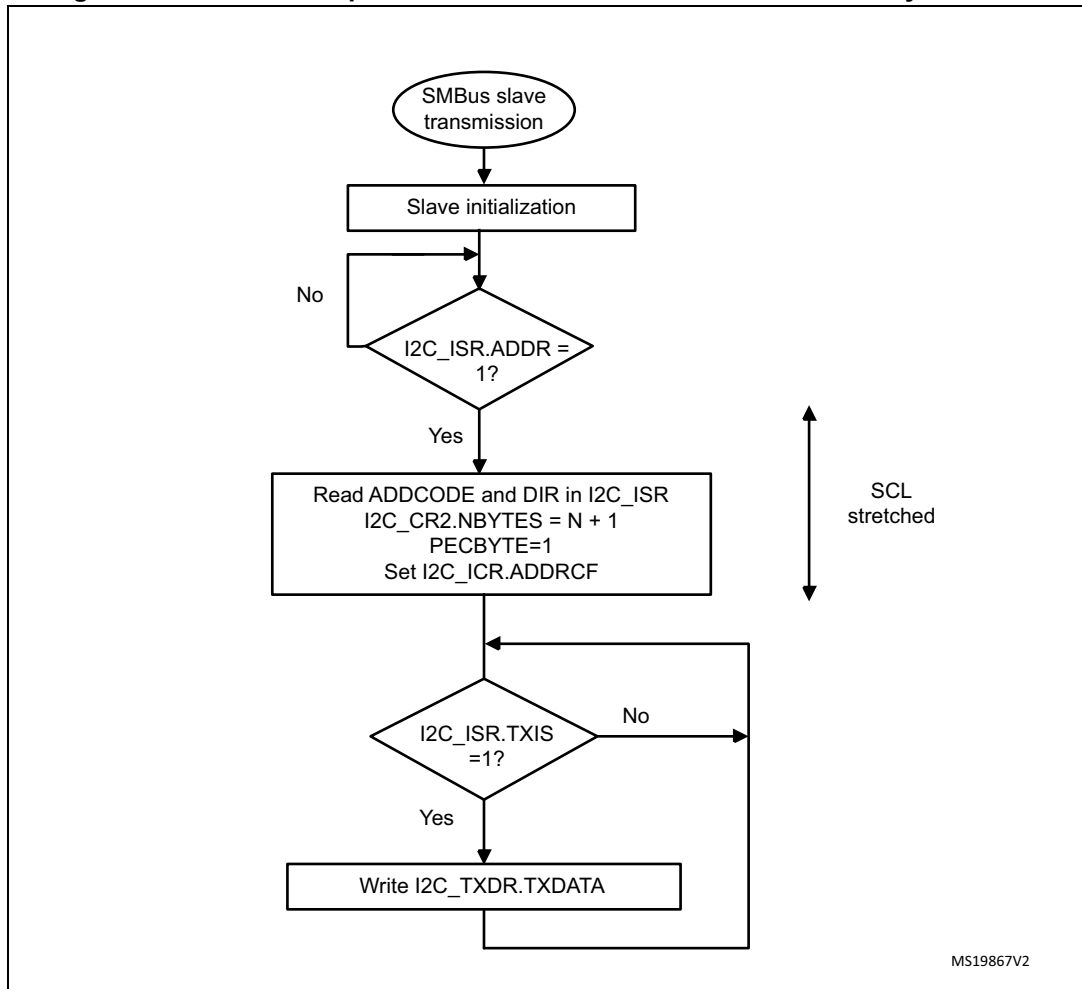 SMBus slave
transmission
Slave initialization
No
I2C_ISR.ADDR =
1?
Yes
Read ADDCODE and DIR in I2C_ISR
I2C_CR2.NBYTES = N + 1
PECBYTE=1
Set I2C_ICR.ADDRCF
SCL
stretched
I2C_ISR.TXIS
=1?
No
Yes
Write I2C_TXDR.TXDATA
MS19867V2